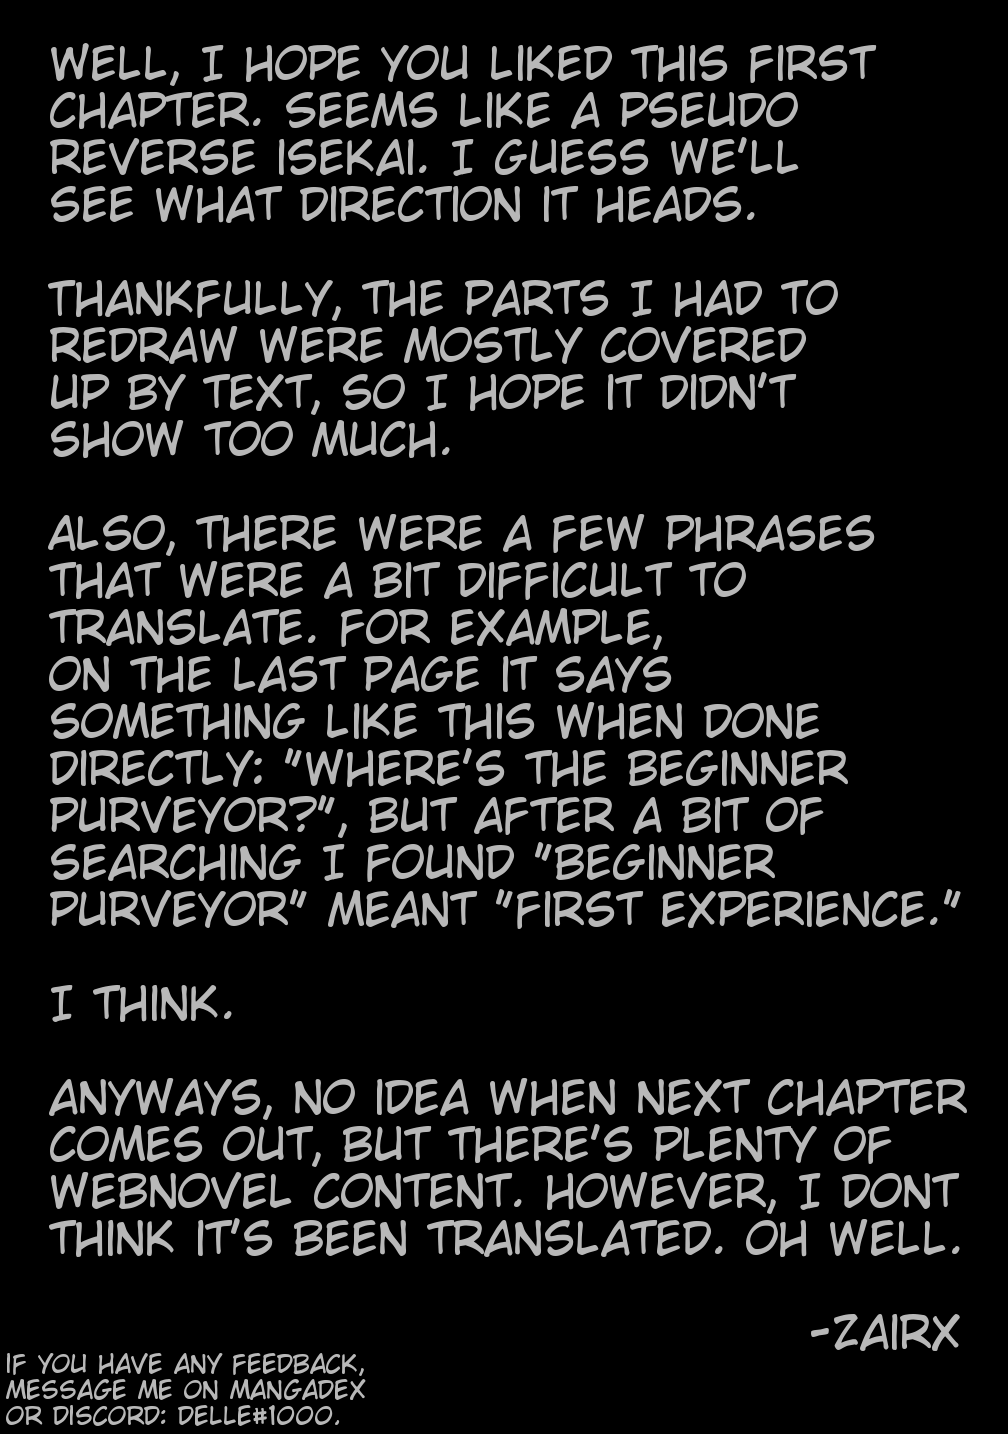 WELL, I HOPE YOU LIKED THIS FIRST
CHAPTER. SEEMS LIKE A PSEUDO
REVERSE ISEKAI. I GUESS WE'LL
SEE WHAT DIRECTION IT HEADS.
THANKFULLY, THE PARTS I HAD TO
REDRAW WERE MOSTLY COVERED
UP BY TEXT, SO I HOPE IT DIDN'T
SHOW TOO MUCH.
ALSO, THERE WERE A FEW PHRASES
THAT WERE A BIT DIFFICULT TO
TRANSLATE. FOR EXAMPLE,
ON THE LAST PAGE IT SAYS
SOMETHING LIKE THIS WHEN DONE
DIRECTLY: "WHERE'S THE BEGINNER
PURVEYOR?", BUT AFTER A BIT OF
SEARCHING I FOUND "BEGINNER
PURVEYOR" MEANT "FIRST EXPERIENCE."
I THINK.
ANYWAYS, NO IDEA WHEN NEXT CHAPTER
COMES OUT, BUT THERE'S PLENTY OF
WEBNOVEL CONTENT. HOWEVER, I DONT
THINK IT'S BEEN TRANSLATED. OH WELL.
-ZAIRX
IF YOU HAVE ANY FEEDBACK,
MESSAGE ME ON MANGADEX
OR DISCORD: DELLE#1000.